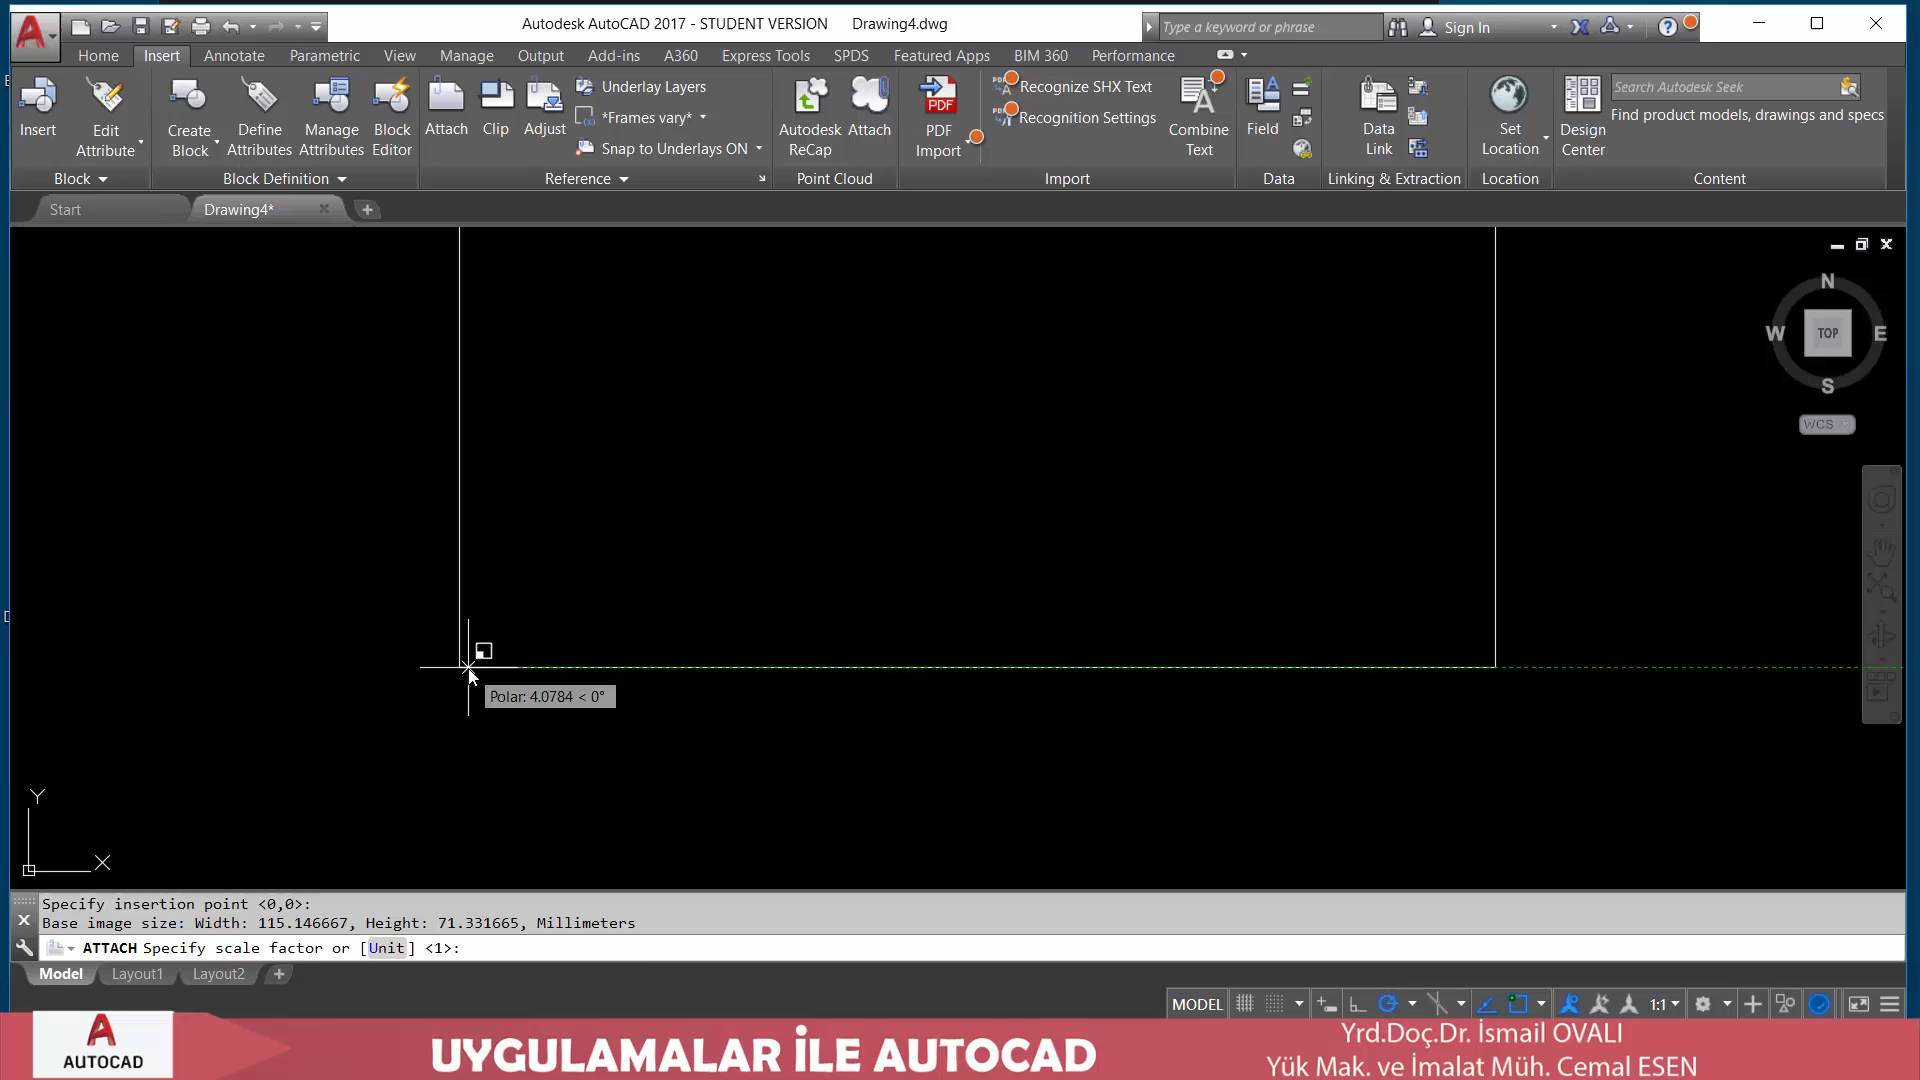 Autodesk AutoCAD 2017 - STUDENT VERSION Drawing4.dwg
Type a keyword or phrase
Sign In
Home Insert Annotate Parametric View Manage Output Add-ins A360 Express Tools SPDS Featured Apps BIM 360 Performance
Insert
Edit Attribute
Create Block
Define Attributes
Manage Attributes
Block Editor
Attach
Clip
Adjust
Underlay Layers
*Frames vary*
Snap to Underlays ON
Autodesk ReCap
Attach
PDF Import
Recognize SHX Text
Recognition Settings
Combine Text
Field
Data Link
Set Location
Design Center
Search Autodesk Seek
Find product models, drawings and specs
Block Block Definition Reference Point Cloud Import Data Linking & Extraction Location Content
Start Drawing4*
N
W TOP E
S
WCS
Polar: 4.0784 < 0°
Y
X
Specify insertion point <0,0>:
Base image size: Width: 115.146667, Height: 71.331665, Millimeters
ATTACH Specify scale factor or [Unit] <1>:
Model Layout1 Layout2
MODEL 1:1
AUTOCAD
UYGULAMALAR İLE AUTOCAD
Yrd.Doç.Dr. İsmail OVALI
Yük Mak. ve İmalat Müh. Cemal ESEN